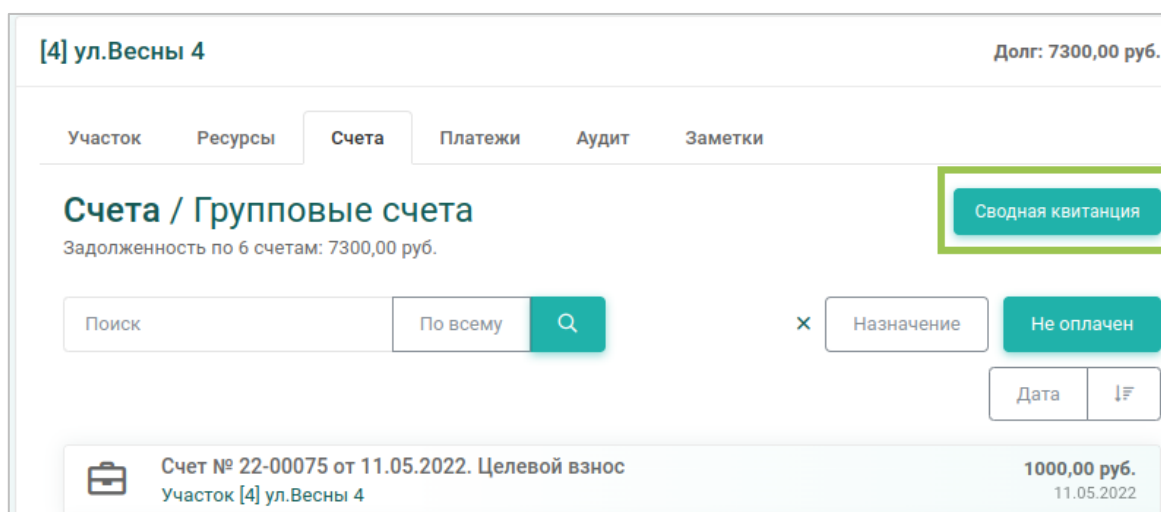 [4] ул.Весны 4
Долг: 7300,00 руб.
Участок Ресурсы Счета Платежи Аудит Заметки
Счета / Групповые счета
Сводная квитанция
Задолженность по 6 счетам: 7300,00 руб.
Поиск По всему × Назначение Не оплачен
Дата
Счет № 22-00075 от 11.05.2022. Целевой взнос
1000,00 руб.
Участок [4] ул.Весны 4
11.05.2022